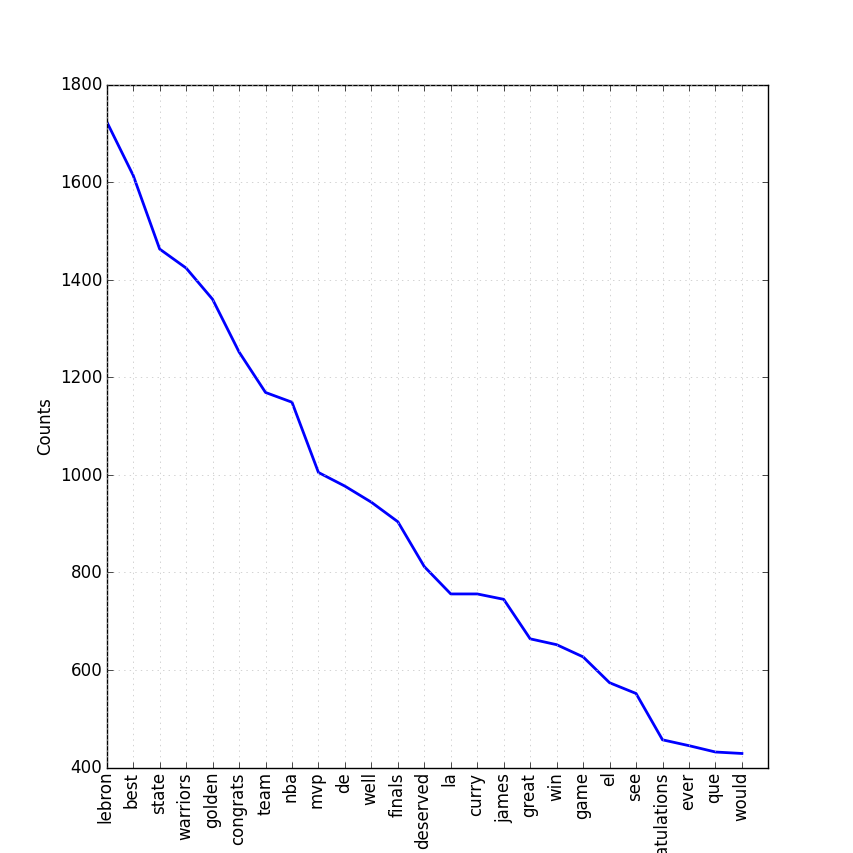 1800
1600
1400
1200
1000
800
600
400
Counts
lebron
best
state
warriors
golden
congrats
team
nba
mvp
de
well
finals
deserved
la
curry
james
great
win
game
el
see
atulations
ever
que
would